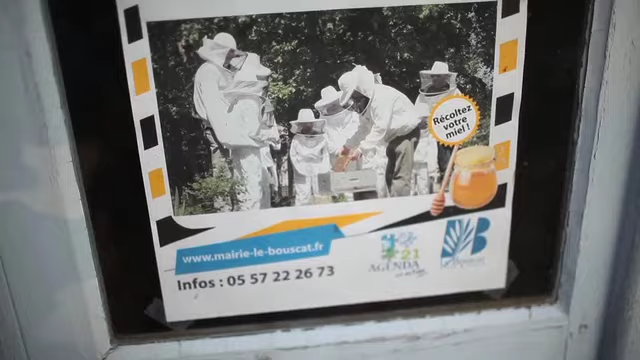 Récoltez
votre
miel !
www.mairie-le-bouscat.fr
Infos : 05 57 22 26 73
21
AGENDA